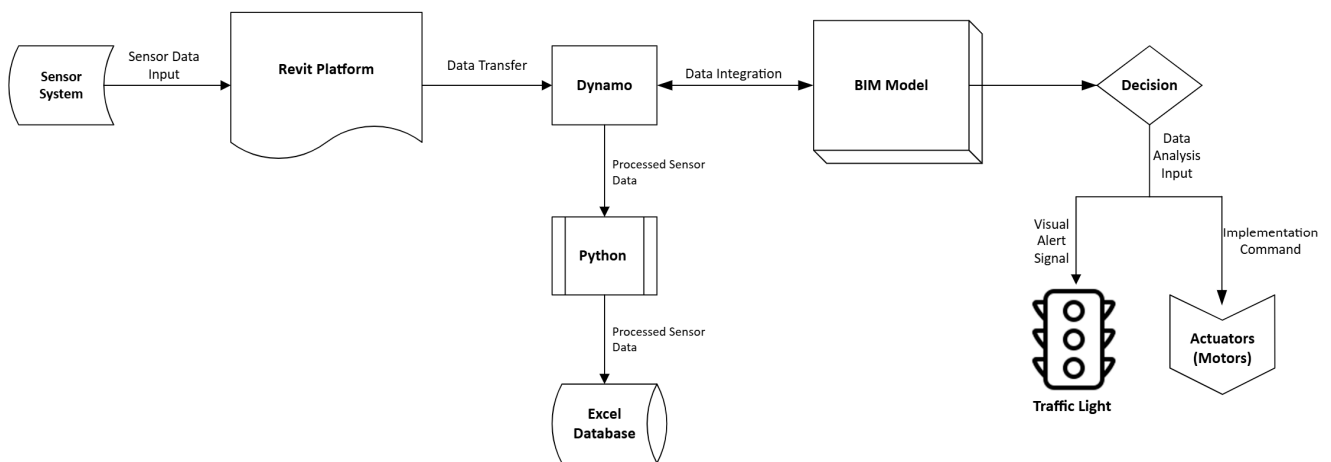 Sensor
System
Sensor Data
Input
Revit Platform
Data Transfer
Dynamo
Data Integration
BIM Model
Decision
Data
Analysis
Input
Processed Sensor
Data
Python
Processed Sensor
Data
Excel
Database
Visual
Alert
Signal
Implementation
Command
Traffic Light
Actuators
(Motors)